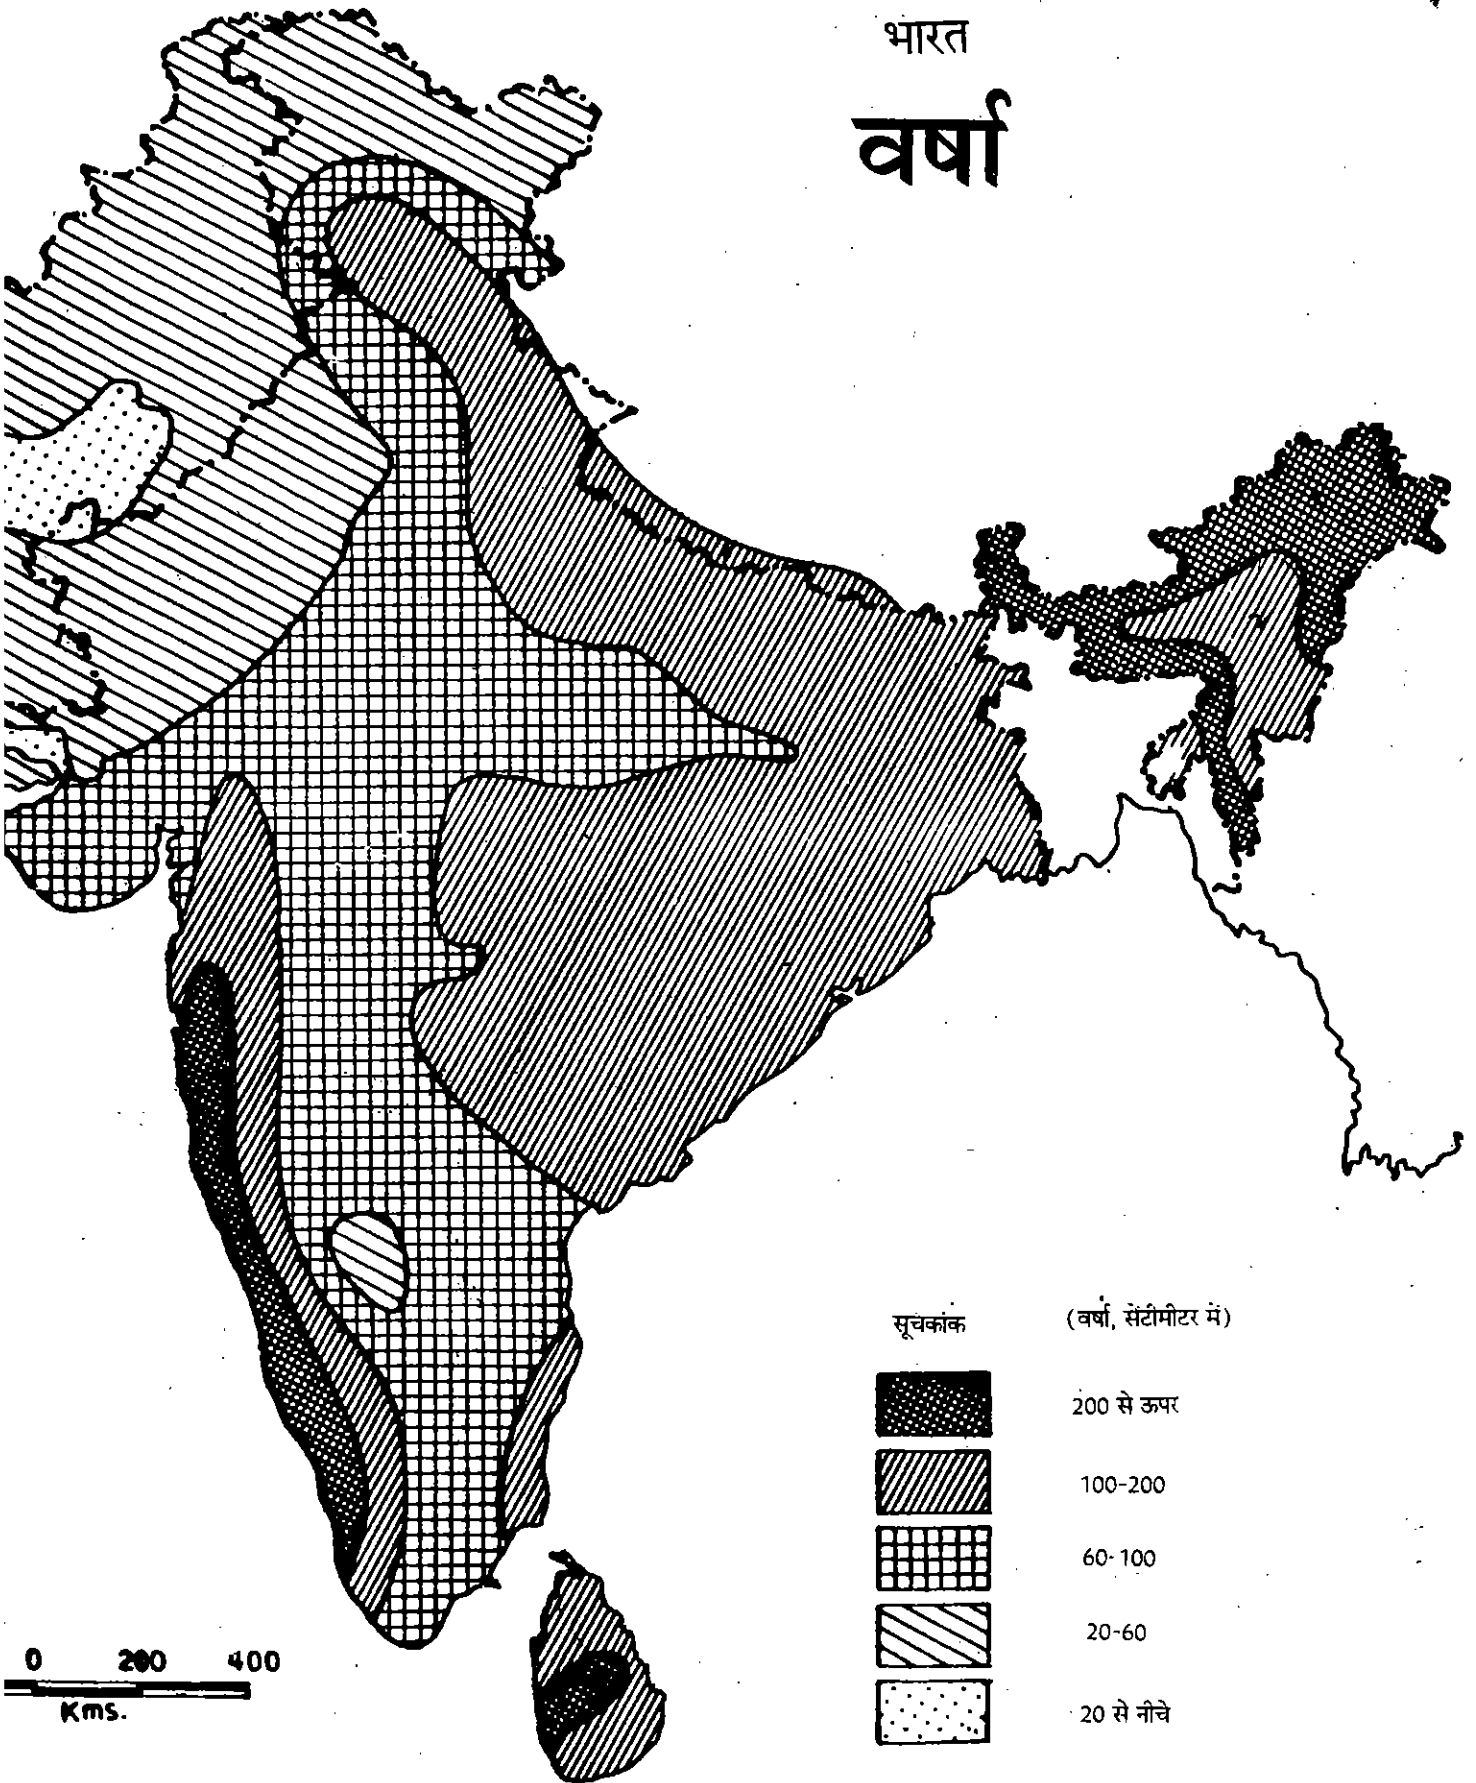 भारत
वर्षा
सूचकांक (वर्षा, सेंटीमीटर में)
200 से ऊपर
100-200
60-100
20-60
20 से नीचे
0 200 400
Kms.